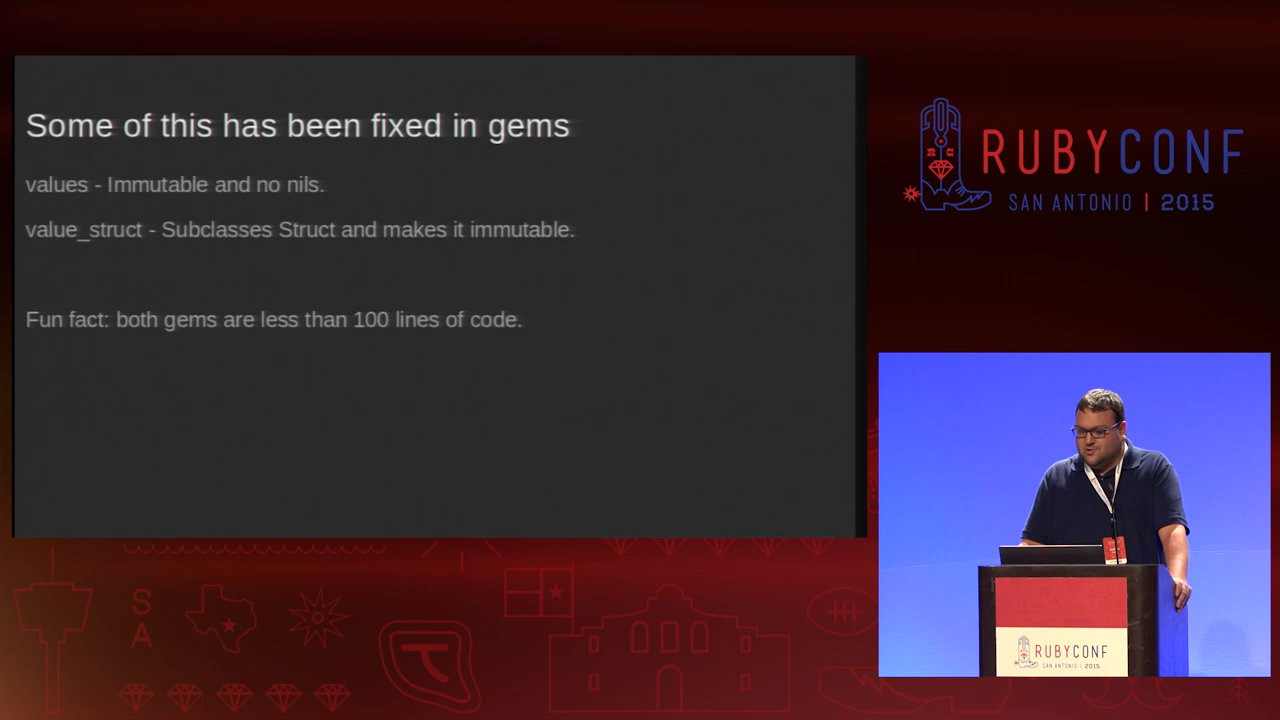 Some of this has been fixed in gems
values - Immutable and no nils.
value_struct - Subclasses Struct and makes it immutable.
Fun fact: both gems are less than 100 lines of code.
RUBYCONF
SAN ANTONIO | 2015
S
A
RUBYCONF
SAN ANTONIO | 2015